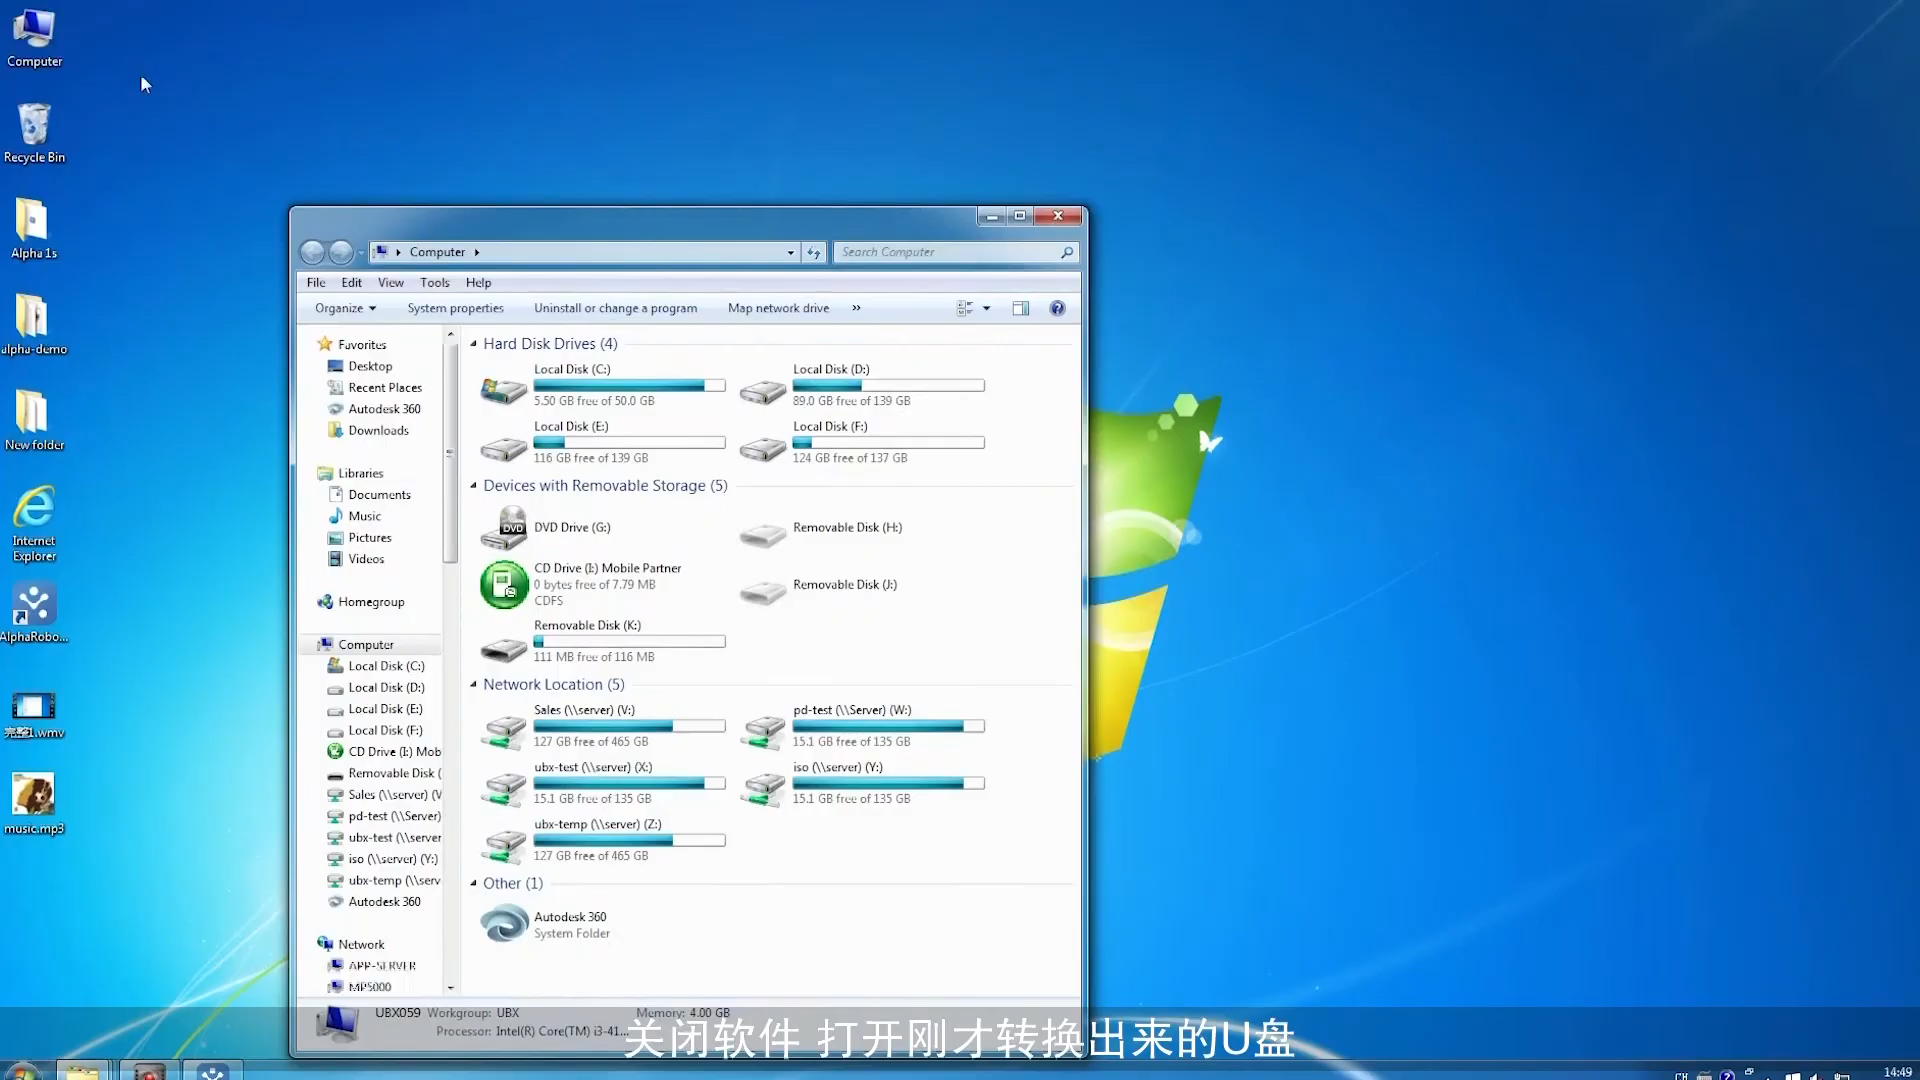 Computer
Recycle Bin
Alpha 1s
alpha-demo
New folder
Internet
Explorer
AlphaRobo...
完整1.wmv
music.mp3
Computer
Search Computer
File Edit View Tools Help
Organize System properties Uninstall or change a program Map network drive »
Favorites
Desktop
Recent Places
Autodesk 360
Downloads
Libraries
Documents
Music
Pictures
Videos
Homegroup
Computer
Local Disk (C:)
Local Disk (D:)
Local Disk (E:)
Local Disk (F:)
CD Drive (I:) Mob
Removable Disk (
Sales (\\server) (V
pd-test (\\Server)
ubx-test (\\server
iso (\\server) (Y:)
ubx-temp (\\serv
Autodesk 360
Network
APP-SERVER
MP5000
Hard Disk Drives (4)
Local Disk (C:)
5.50 GB free of 50.0 GB
Local Disk (D:)
89.0 GB free of 139 GB
Local Disk (E:)
116 GB free of 139 GB
Local Disk (F:)
124 GB free of 137 GB
Devices with Removable Storage (5)
DVD
DVD Drive (G:)
Removable Disk (H:)
CD Drive (I:) Mobile Partner
0 bytes free of 7.79 MB
CDFS
Removable Disk (J:)
Removable Disk (K:)
111 MB free of 116 MB
Network Location (5)
Sales (\\server) (V:)
127 GB free of 465 GB
pd-test (\\Server) (W:)
15.1 GB free of 135 GB
ubx-test (\\server) (X:)
15.1 GB free of 135 GB
iso (\\server) (Y:)
15.1 GB free of 135 GB
ubx-temp (\\server) (Z:)
127 GB free of 465 GB
Other (1)
Autodesk 360
System Folder
UBX059 Workgroup: UBX Memory: 4.00 GB
Processor: Intel(R) Core(TM) i3-41...
关闭软件 打开刚才转换出来的U盘
CH
14:49